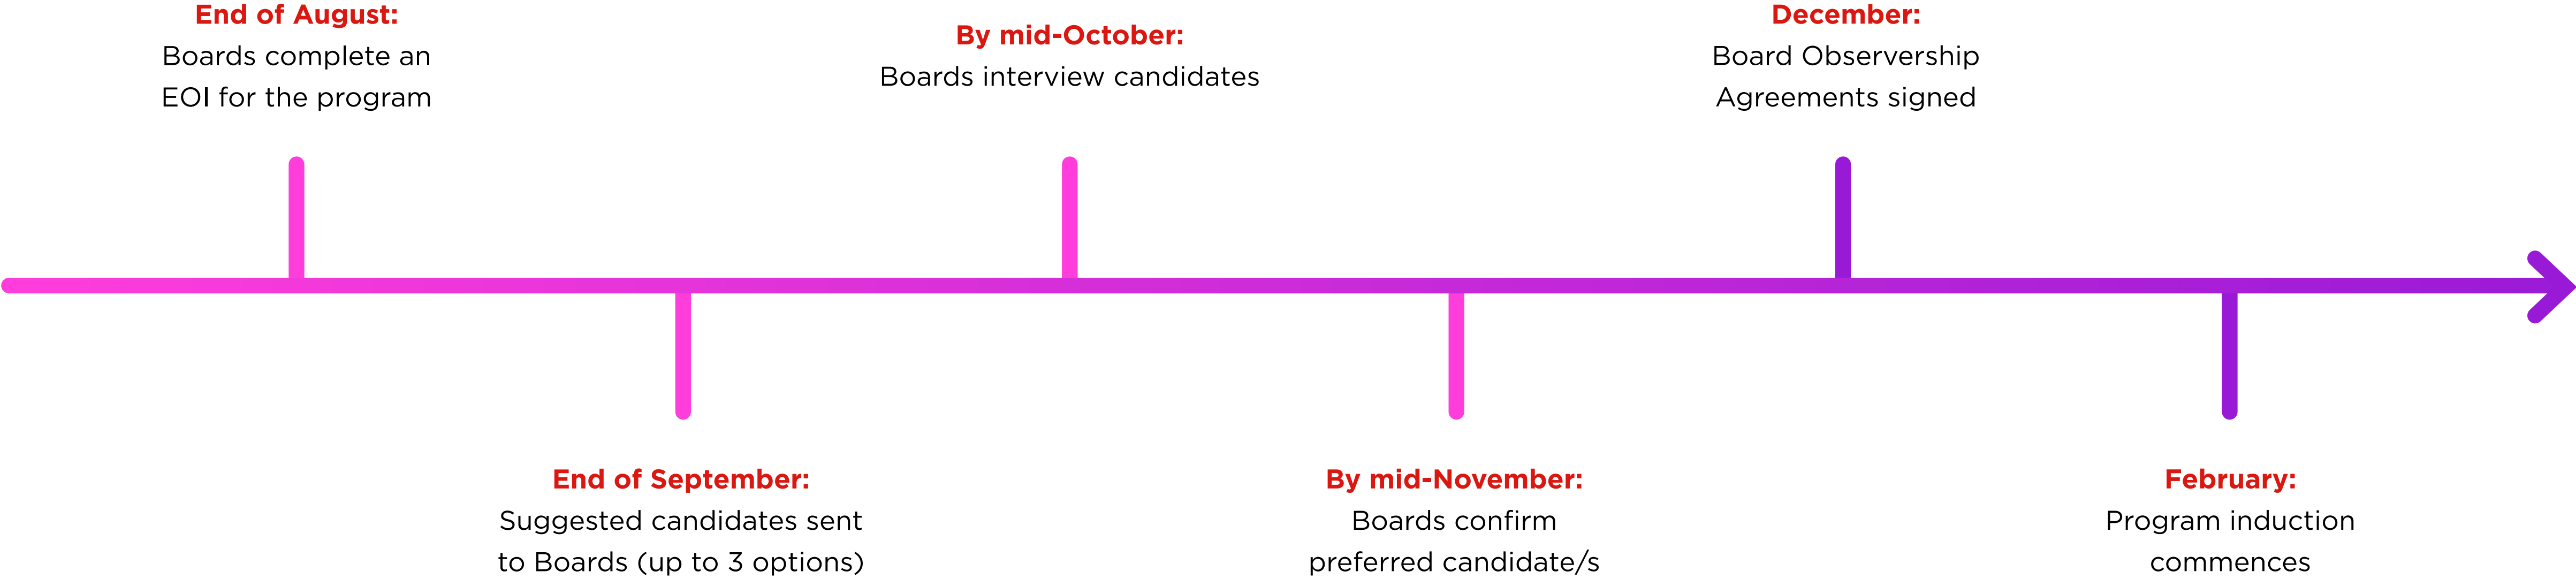 End of August:
Boards complete an
EOI for the program
End of September:
Suggested candidates sent
to Boards (up to 3 options)
By mid-October:
Boards interview candidates
By mid-November:
Boards confirm
preferred candidate/s
December:
Board Observership
Agreements signed
February:
Program induction
commences